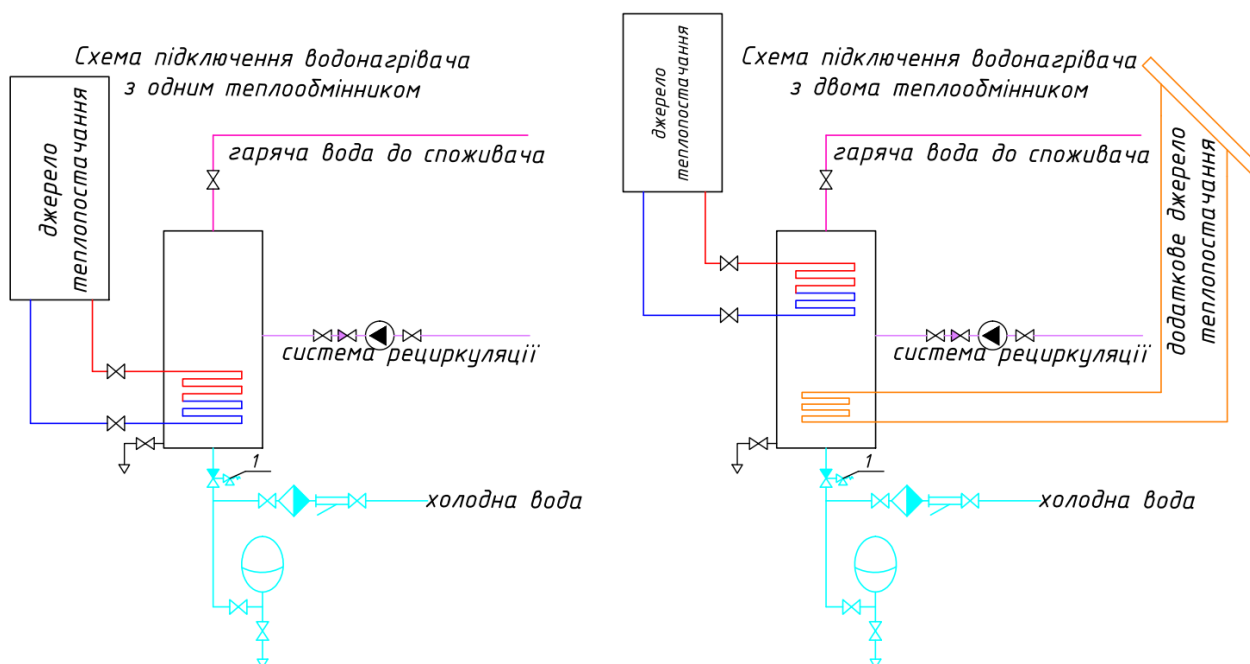 Схема підключення водонагрівача
з одним теплообмінником
джерело
теплопостачання
гаряча вода до споживача
система рециркуляції
1
холодна вода
Схема підключення водонагрівача
з двома теплообмінником
джерело
теплопостачання
гаряча вода до споживача
додаткове джерело
теплопостачання
система рециркуляції
1
холодна вода